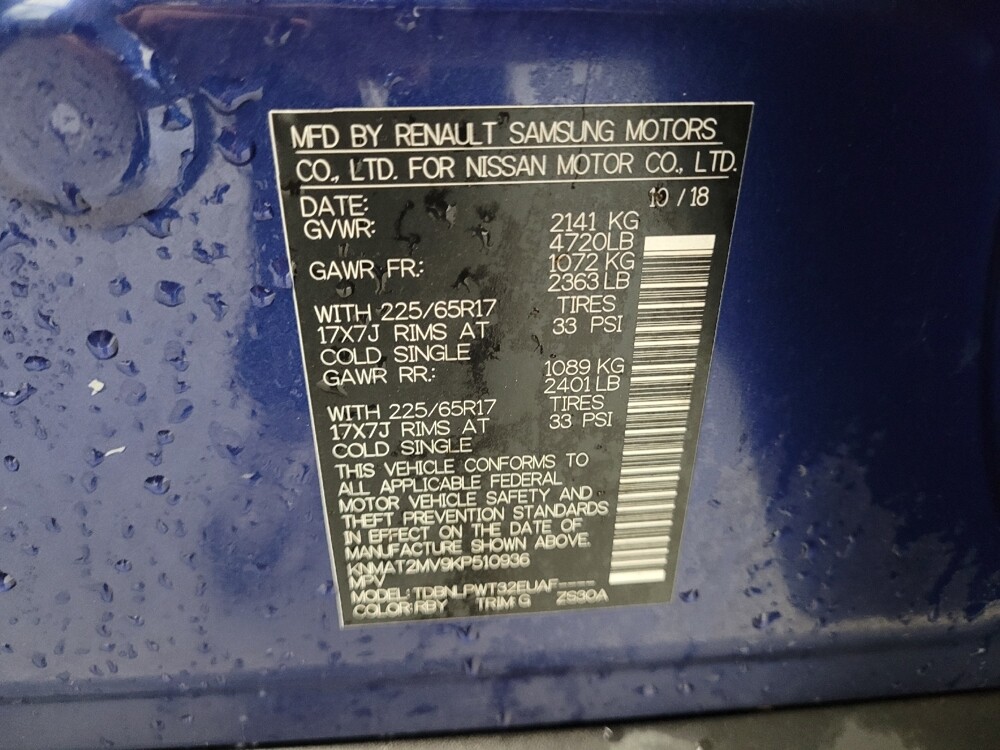 MFD BY RENAULT SAMSUNG MOTORS
CO., LTD. FOR NISSAN MOTOR CO., LTD.
DATE: 10 / 18
GVWR: 2141 KG
4720LB
GAWR FR.: 1072 KG
2363 LB
WITH 225/65R17 TIRES
17X7J RIMS AT 33 PSI
COLD SINGLE
GAWR RR.: 1089 KG
2401 LB
WITH 225/65R17 TIRES
17X7J RIMS AT 33 PSI
COLD SINGLE
THIS VEHICLE CONFORMS TO
ALL APPLICABLE FEDERAL
MOTOR VEHICLE SAFETY AND
THEFT PREVENTION STANDARDS
IN EFFECT ON THE DATE OF
MANUFACTURE SHOWN ABOVE.
KNMAT2MV9KP510936
MPV
MODEL: TDBNLPWT32EUAF----
COLOR:RBY TRIM:G ZS30A